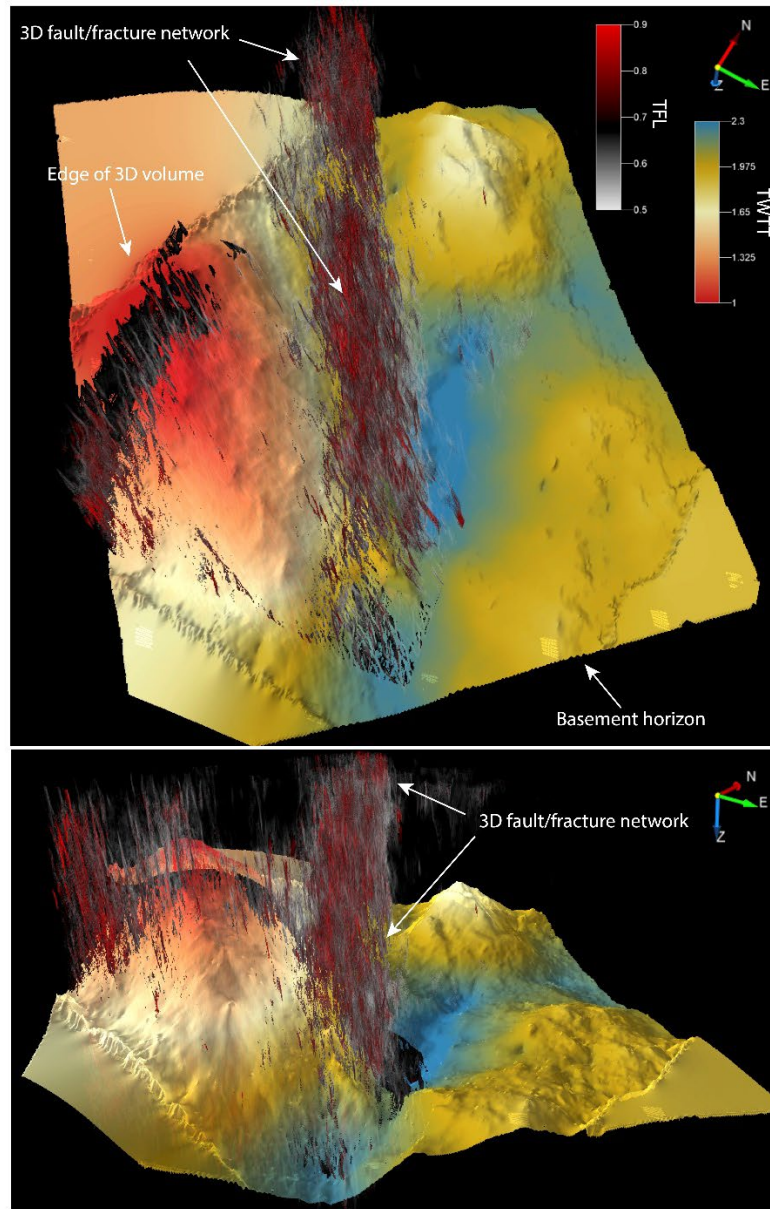 3D fault/fracture network
Edge of 3D volume
0.9
0.8
0.7
0.6
0.5
TFL
N
E
Z
2.3
1.975
1.65
1.325
1
TWTT
Basement horizon
N
E
Z
3D fault/fracture network